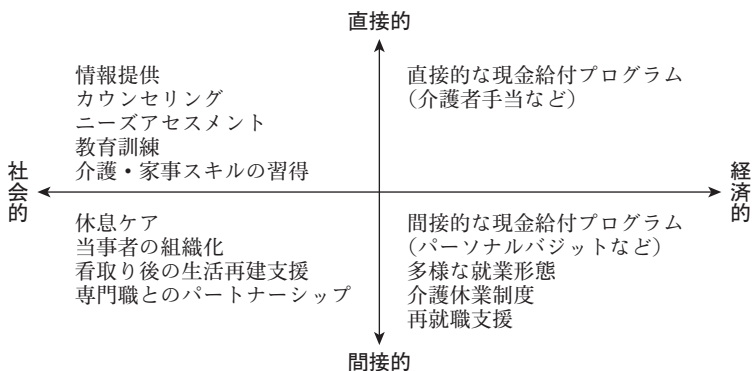 直接的
情報提供
カウンセリング
ニーズアセスメント
教育訓練
介護・家事スキルの習得
直接的な現金給付プログラム
(介護者手当など)
社会的
経済的
休息ケア
当事者の組織化
看取り後の生活再建支援
専門職とのパートナーシップ
間接的な現金給付プログラム
(パーソナルバジットなど)
多様な就業形態
介護休業制度
再就職支援
間接的